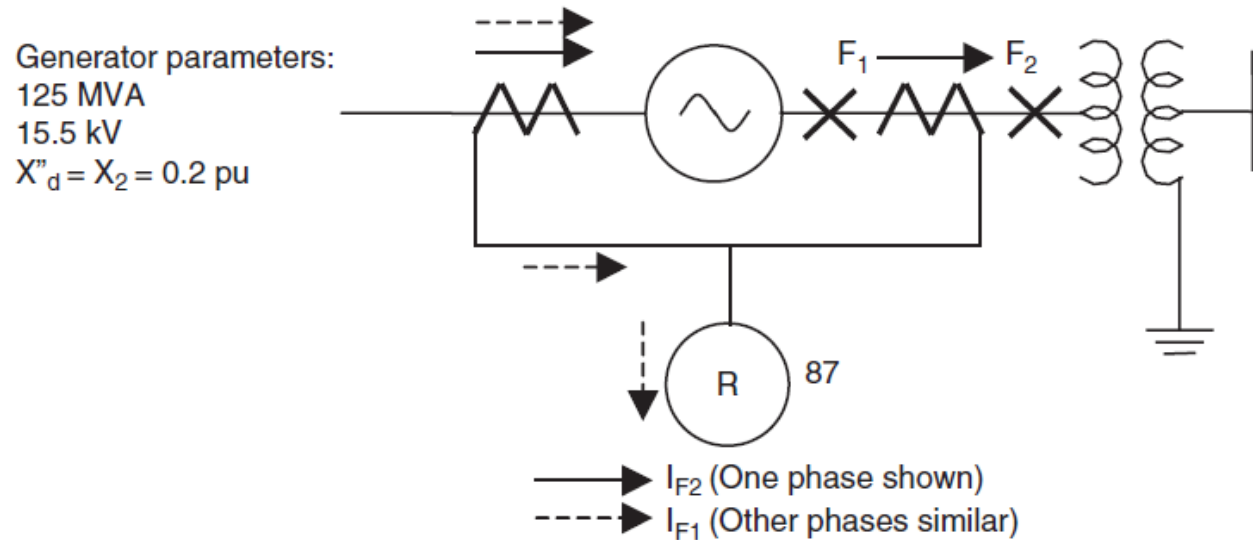 Generator parameters:
125 MVA
15.5 kV
X”d = X2 = 0.2 pu
F1
F2
R
87
IF2 (One phase shown)
IF1 (Other phases similar)